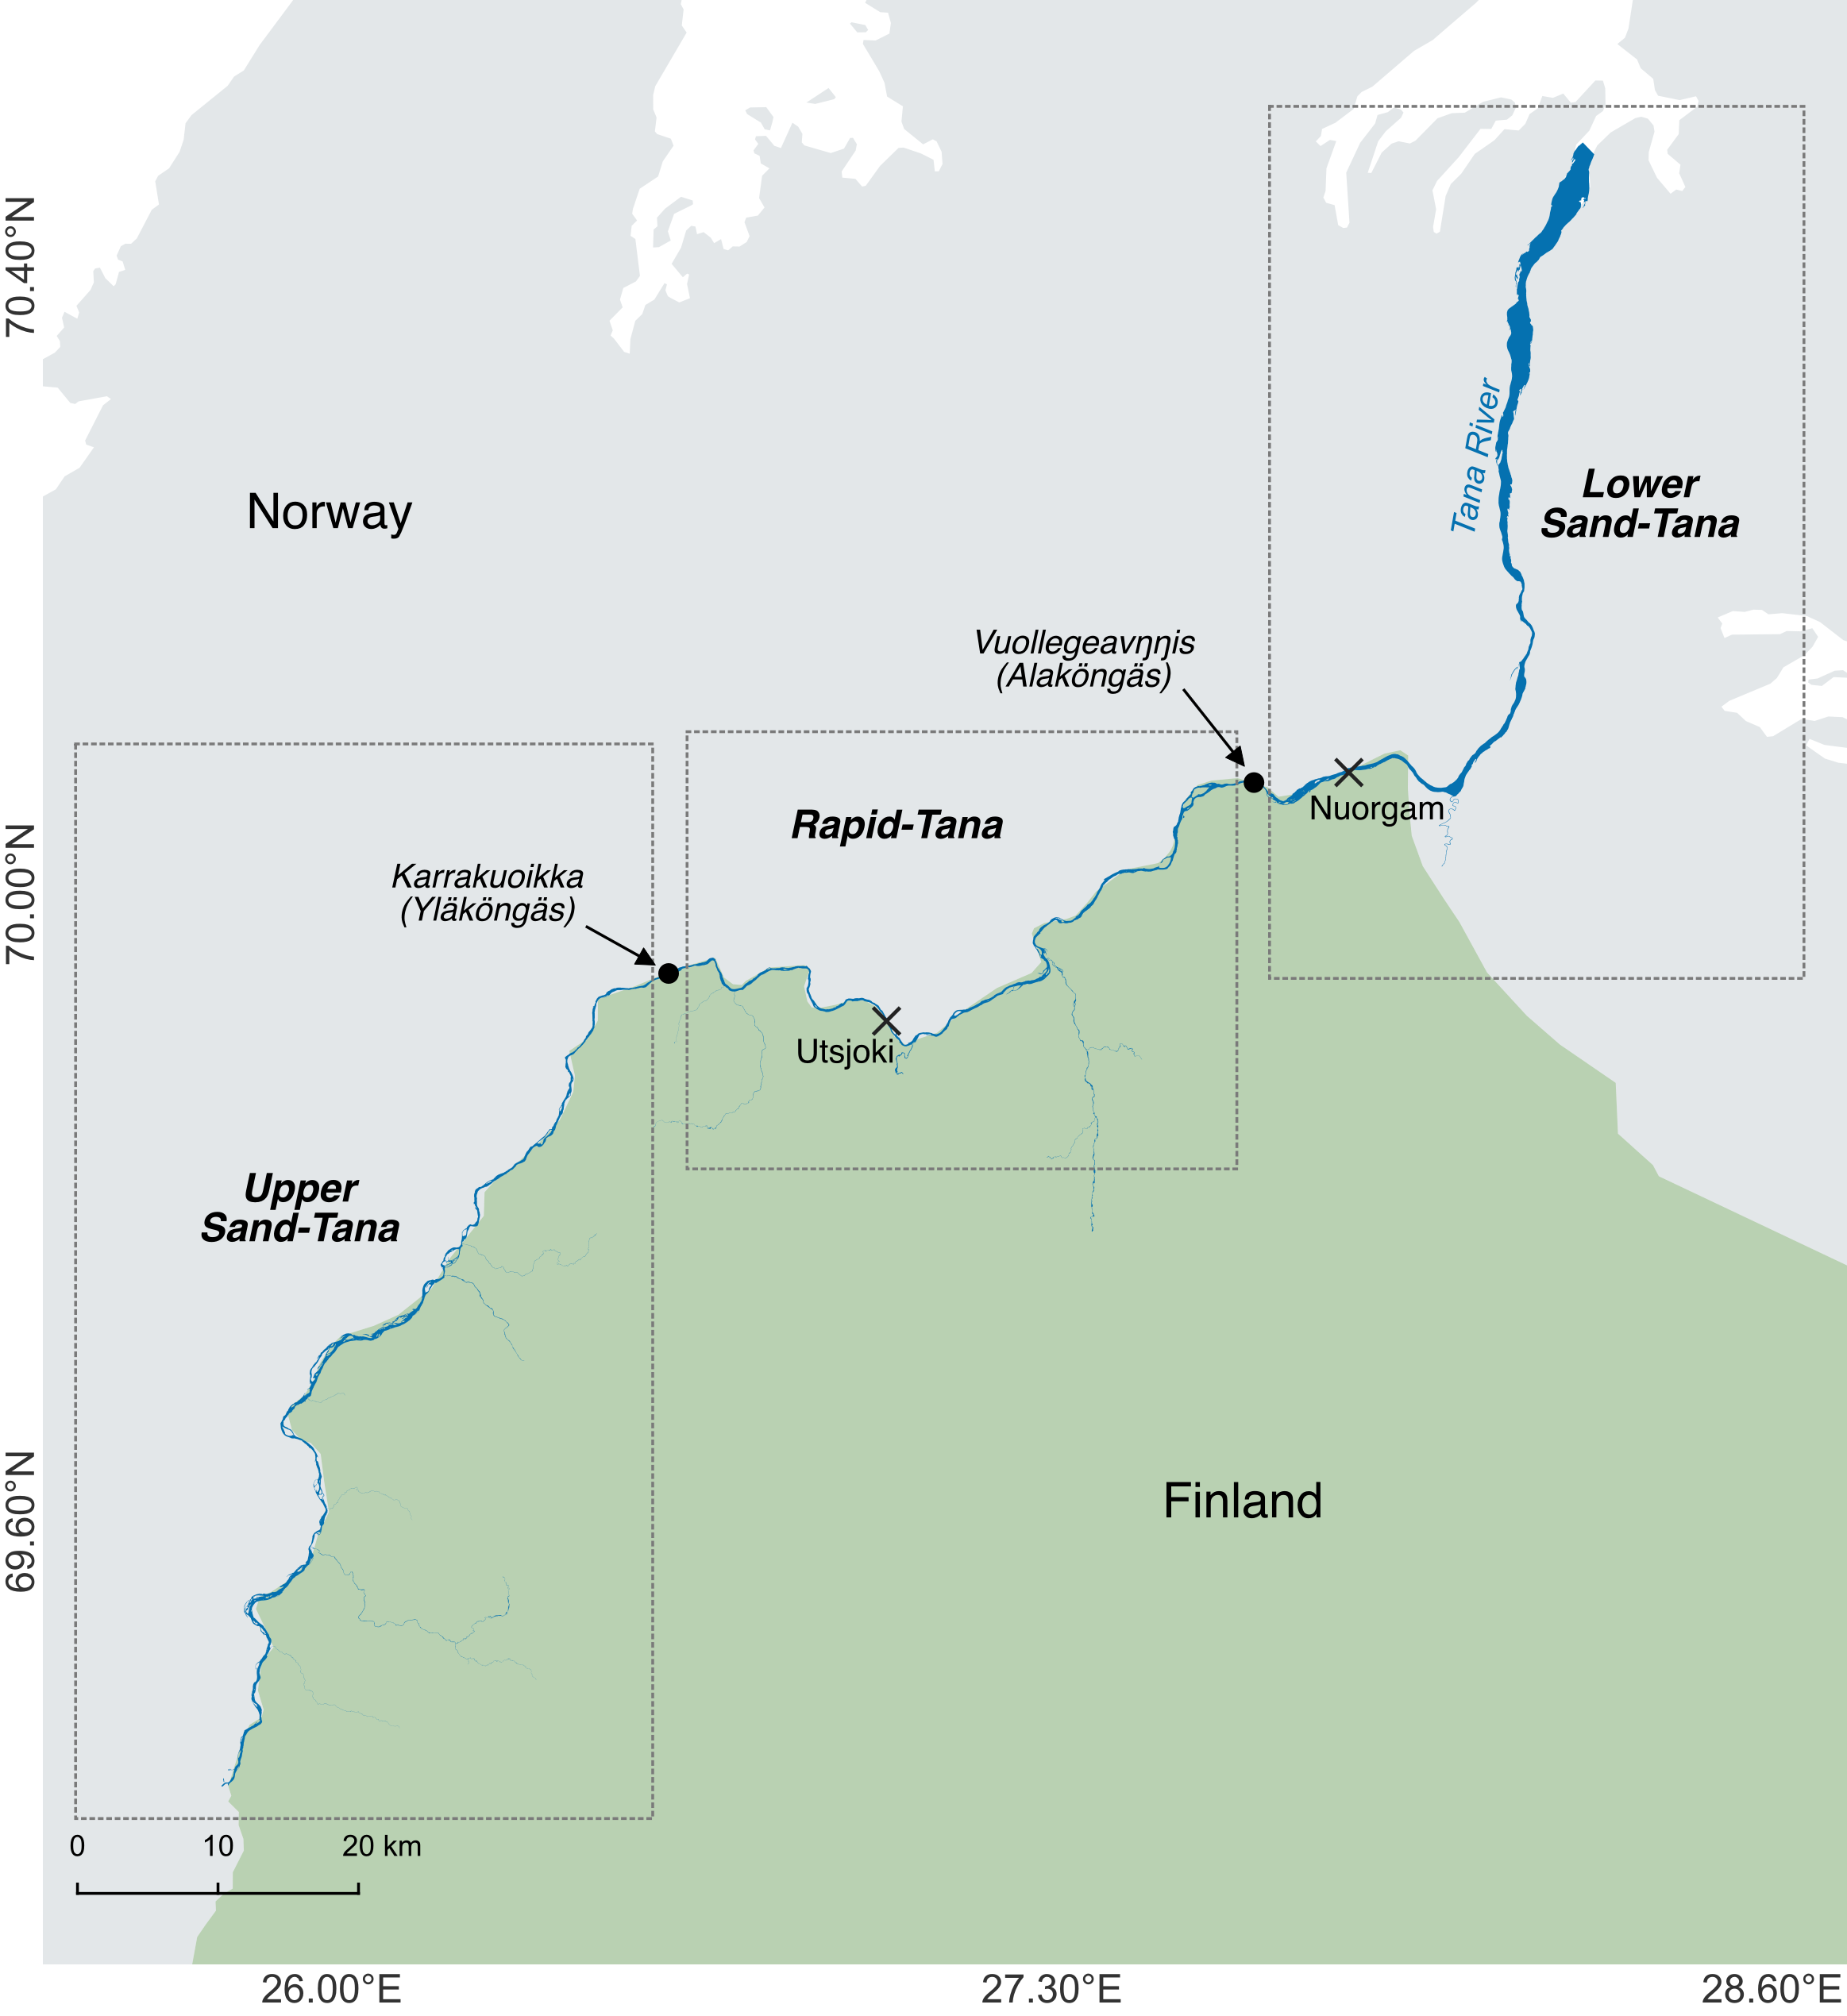 70.40°N
Norway
Tana River
Lower
Sand-Tana
Vuollegeavŋŋis
(Alaköngäs)
Rapid-Tana
Nuorgam
70.00°N
Karrakuoikka
(Yläköngäs)
Utsjoki
Upper
Sand-Tana
69.60°N
Finland
0 10 20 km
26.00°E 27.30°E 28.60°E